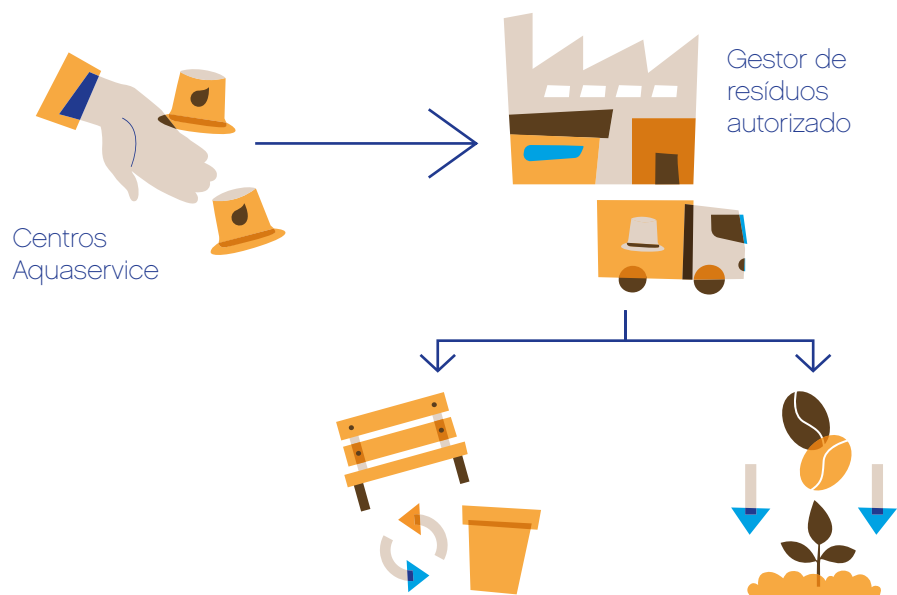 Gestor de
resíduos
autorizado
Centros
Aquaservice